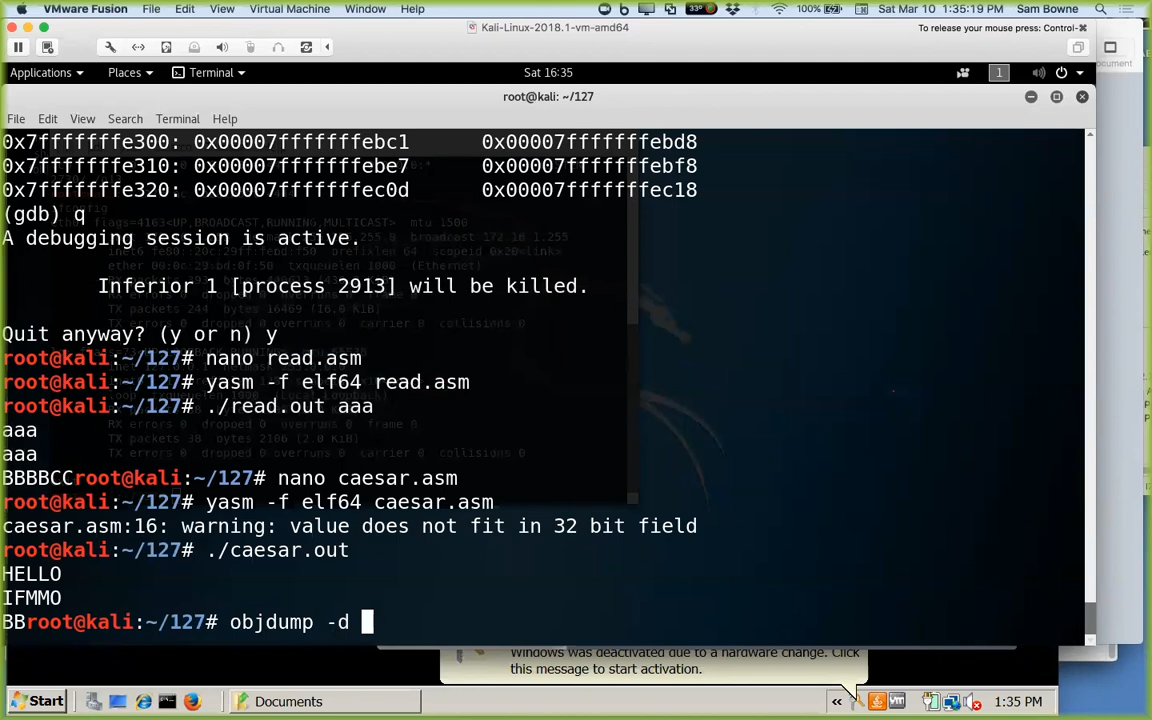 VMware Fusion File Edit View Virtual Machine Window Help 33° 100% Sat Mar 10 1:35:19 PM Sam Bowne
Kali-Linux-2018.1-vm-amd64
To release your mouse press: Control-⌘
Applications Places Terminal Sat 16:35 1
root@kali: ~/127
File Edit View Search Terminal Help
0x7fffffffe300: 0x00007fffffffebc1 0x00007fffffffebd8
0x7fffffffe310: 0x00007fffffffebe7 0x00007fffffffebf8
0x7fffffffe320: 0x00007fffffffec0d 0x00007fffffffec18
(gdb) q
A debugging session is active.
Inferior 1 [process 2913] will be killed.
Quit anyway? (y or n) y
root@kali:~/127# nano read.asm
root@kali:~/127# yasm -f elf64 read.asm
root@kali:~/127# ./read.out aaa
aaa
aaa
BBBBCCroot@kali:~/127# nano caesar.asm
root@kali:~/127# yasm -f elf64 caesar.asm
caesar.asm:16: warning: value does not fit in 32 bit field
root@kali:~/127# ./caesar.out
HELLO
IFMMO
BBroot@kali:~/127# objdump -d
Windows was deactivated due to a hardware change. Click
this message to start activation.
Start Documents « 1:35 PM